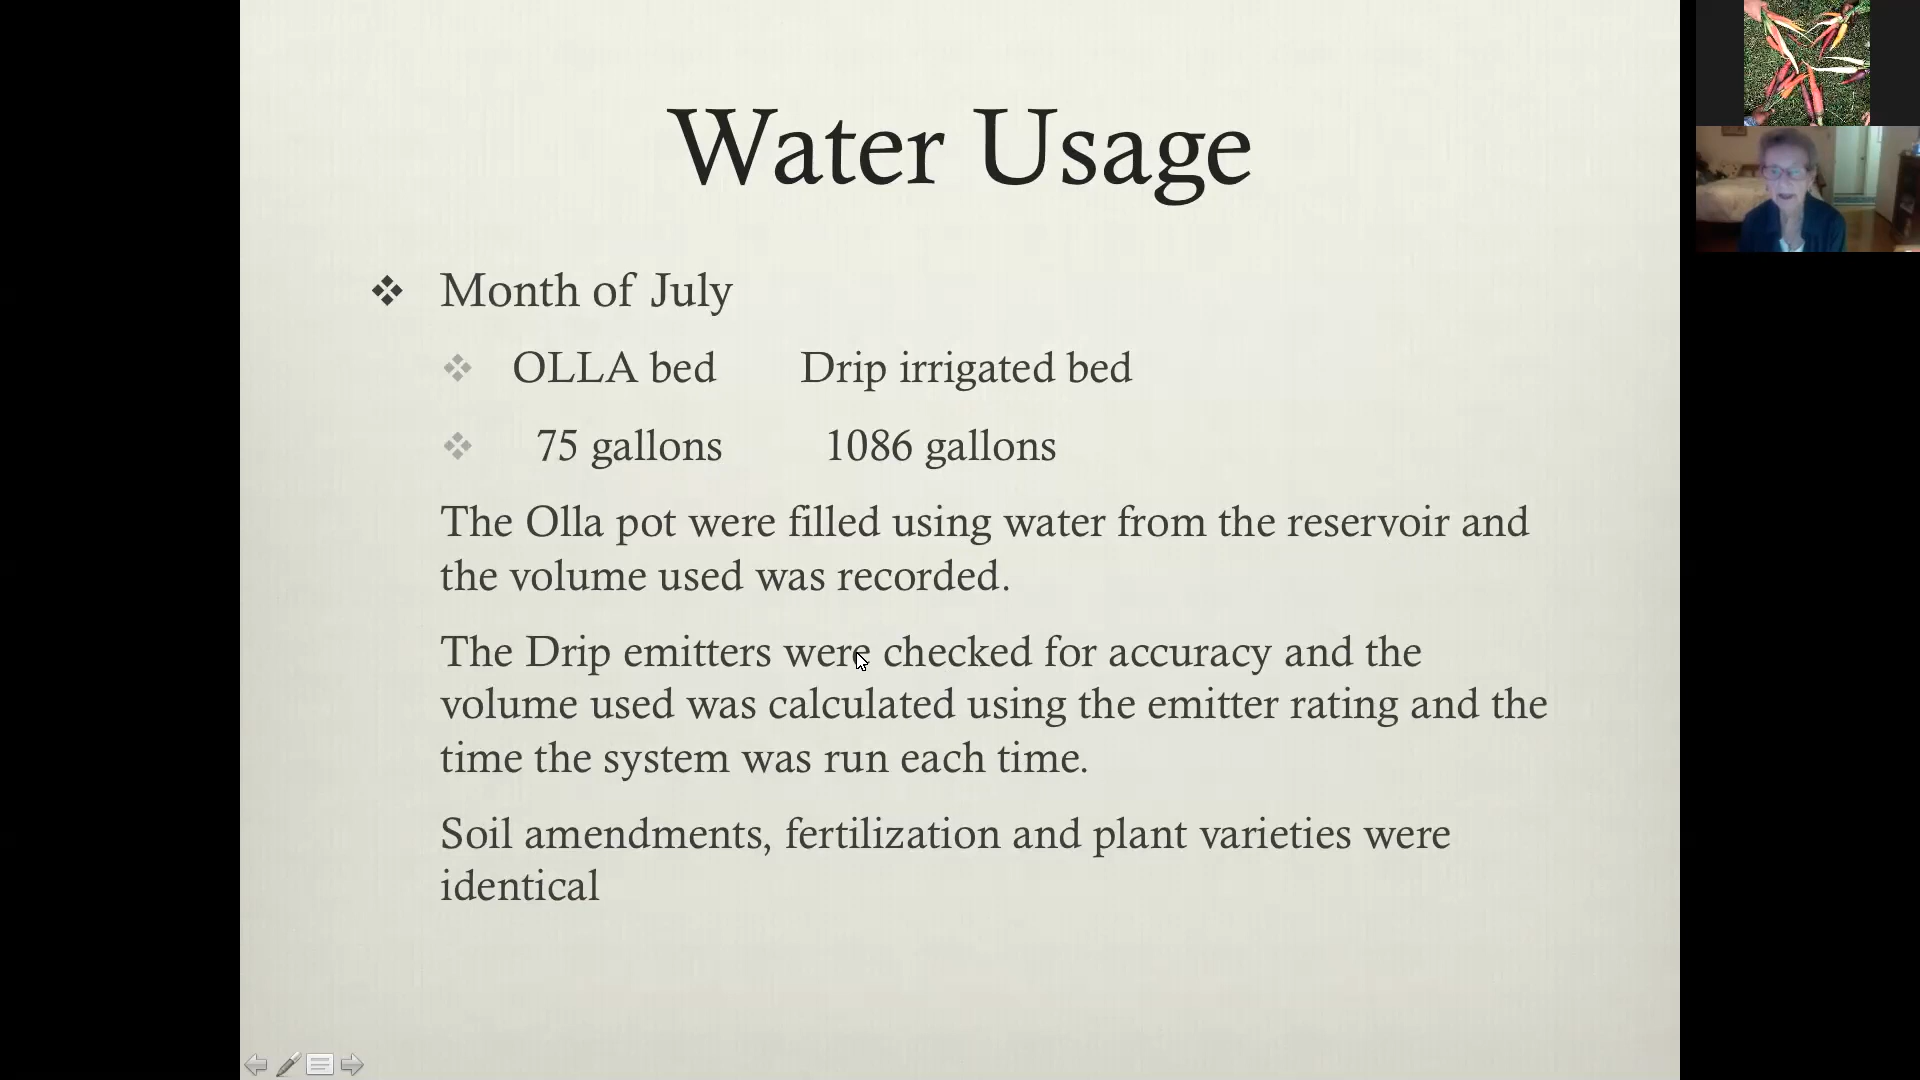 Water Usage
Month of July
OLLA bed Drip irrigated bed
75 gallons 1086 gallons
The Olla pot were filled using water from the reservoir and
the volume used was recorded.
The Drip emitters were checked for accuracy and the
volume used was calculated using the emitter rating and the
time the system was run each time.
Soil amendments, fertilization and plant varieties were
identical